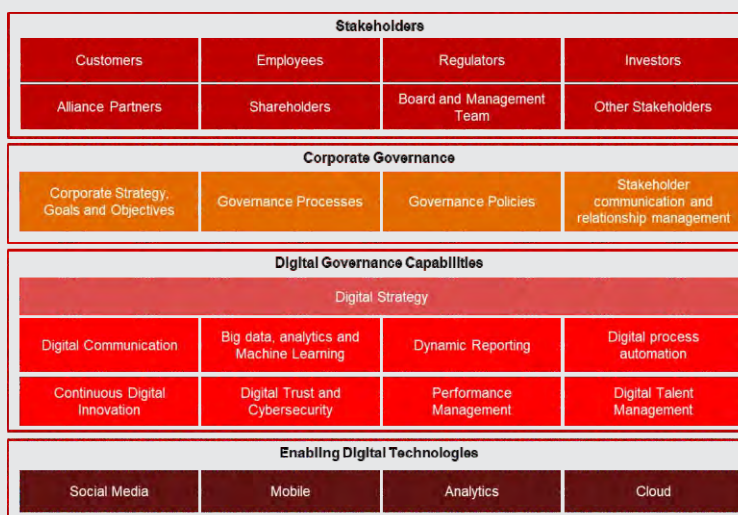 Stakeholders
Customers
Employees
Regulators
Investors
Alliance Partners
Shareholders
Board and Management
Team
Other Stakeholders
Corporate Governance
Corporate Strategy,
Goals and Objectives
Governance Processes
Governance Policies
Stakeholder
communication and
relationship management
Digital Governance Capabilities
Digital Strategy
Digital Communication
Big data, analytics and
Machine Learning
Dynamic Reporting
Digital process
automation
Continuous Digital
Innovation
Digital Trust and
Cybersecurity
Performance
Management
Digital Talent
Management
Enabling Digital Technologies
Social Media
Mobile
Analytics
Cloud